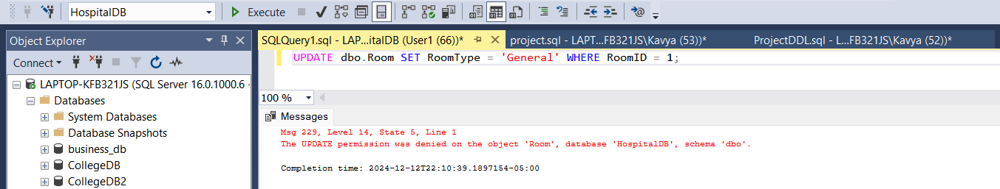 HospitalDB
Execute
Object Explorer
Connect
LAPTOP-KFB321JS (SQL Server 16.0.1000.6 -
Databases
System Databases
Database Snapshots
business_db
CollegeDB
CollegeDB2
SQLQuery1.sql - LAP...italDB (User1 (66))*
project.sql - LAPT...FB321JS\Kavya (53))*
ProjectDDL.sql - L...FB321JS\Kavya (52))*
UPDATE dbo.Room SET RoomType = 'General' WHERE RoomID = 1;
100 %
Messages
Msg 229, Level 14, State 5, Line 1
The UPDATE permission was denied on the object 'Room', database 'HospitalDB', schema 'dbo'.
Completion time: 2024-12-12T22:10:39.1897154-05:00